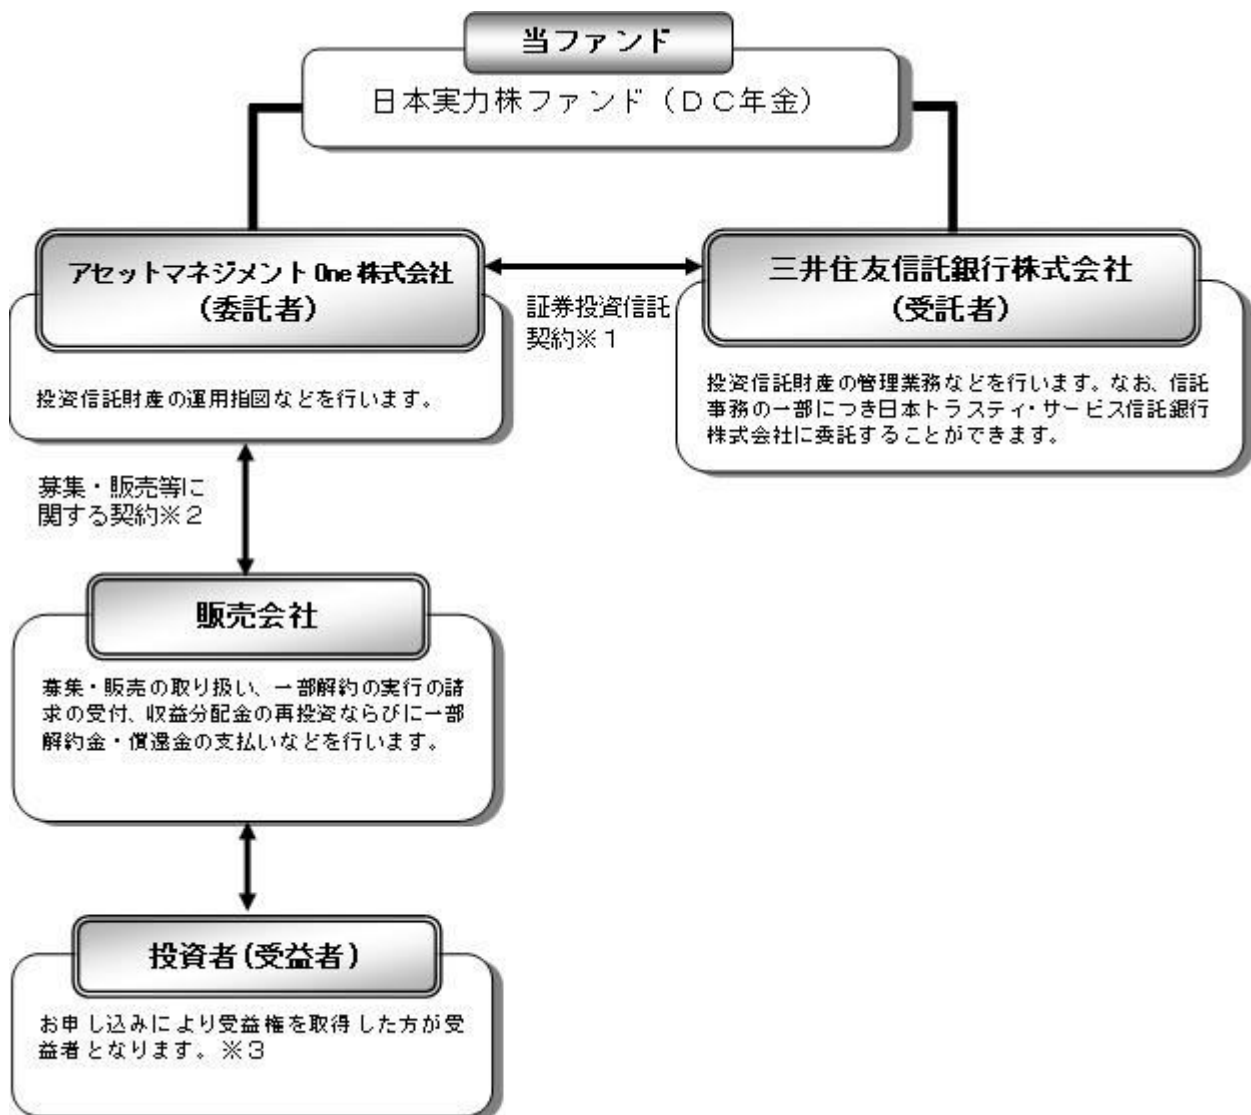 当ファンド
日本実力株ファンド（ＤＣ年金）
アセットマネジメント One 株式会社
（委託者）
投資信託財産の運用指図などを行います。
証券投資信託
契約※１
三井住友信託銀行株式会社
（受託者）
投資信託財産の管理業務などを行います。なお、信託
事務の一部につき日本トラスティ・サービス信託銀行
株式会社に委託することができます。
募集・販売等に
関する契約※２
販売会社
募集・販売の取り扱い、一部解約の実行の請
求の受付、収益分配金の再投資ならびに一部
解約金・償還金の支払いなどを行います。
投資者（受益者）
お申し込みにより受益権を取得した方が受
益者となります。※３